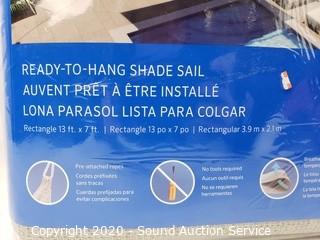 READY-TO-HANG SHADE SAIL
AUVENT PRÊT À ÊTRE INSTALLÉ
LONA PARASOL LISTA PARA COLGAR
Rectangle 13 ft. x 7 ft. | Rectangle 13 po x 7 po | Rectangular 3.9 m x 2.1 m
Pre-attached ropes
Cordes préfixées
sans tracas
Cuerdas prefijadas para
evitar complicaciones
No tools required
Aucun outil requis
No se requieren
herramientas
Copyright 2020 - Sound Auction Service